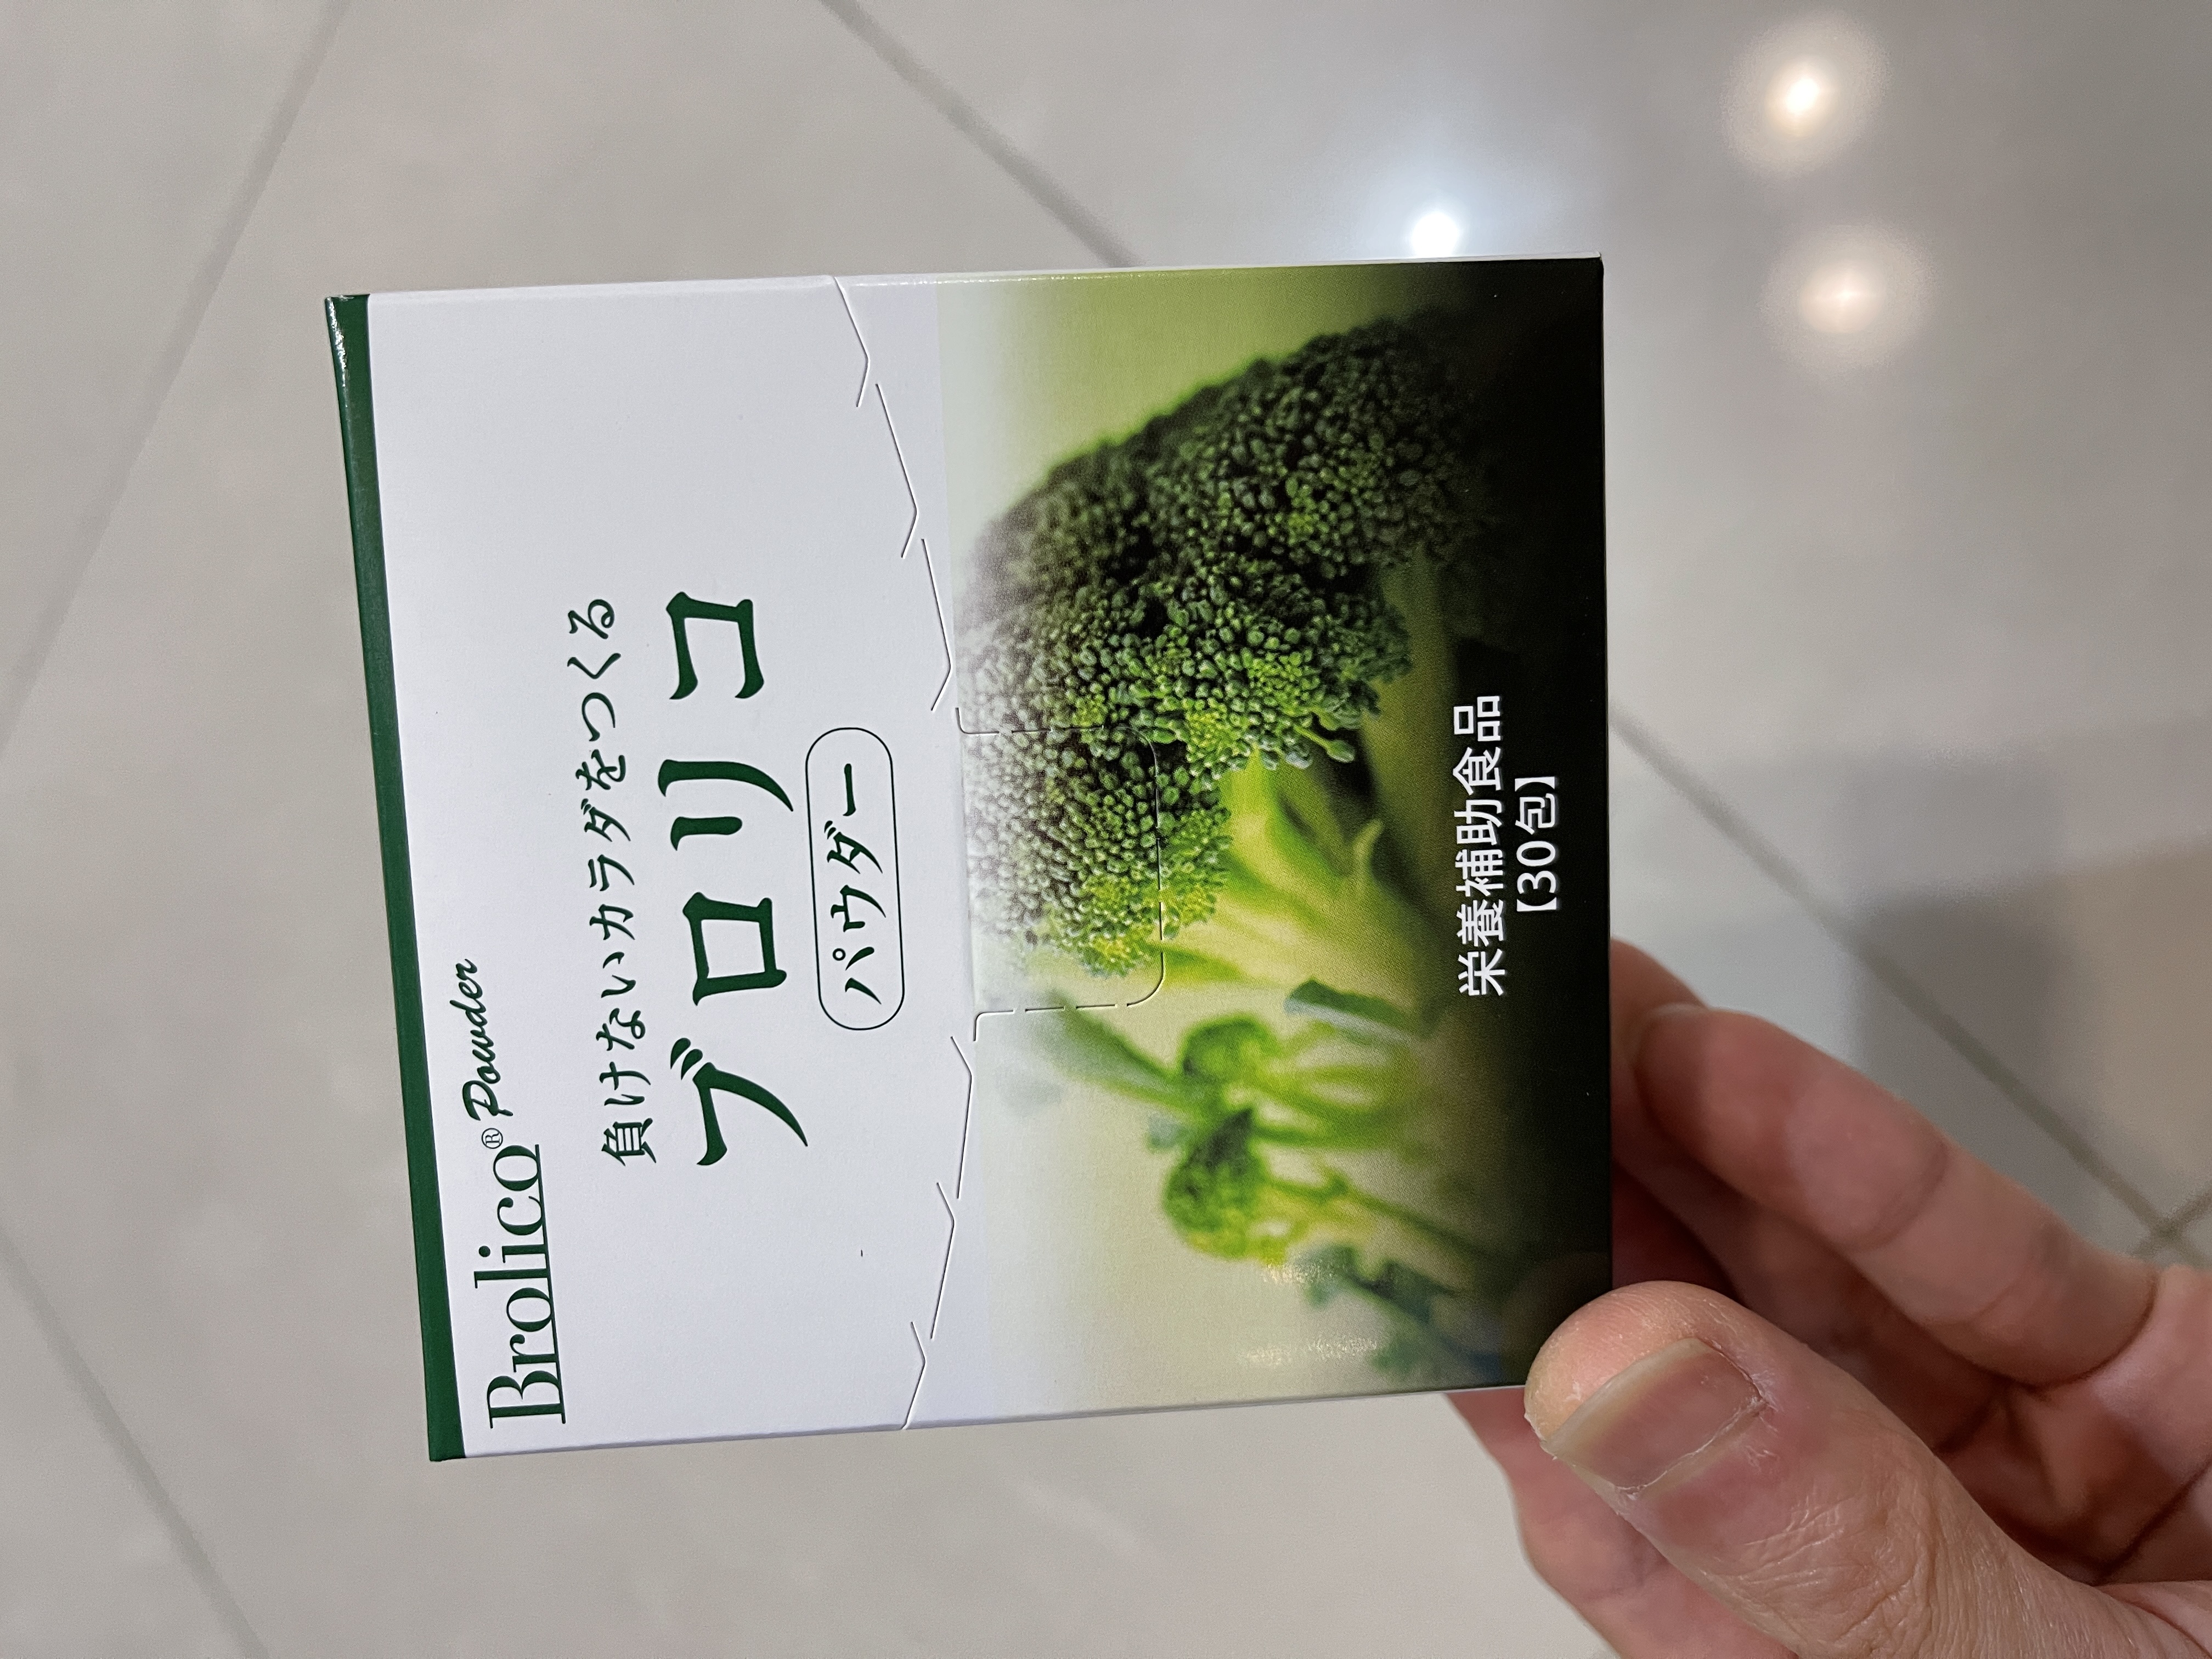 Brolico® Powder
負けないカラダをつくる
ブロリコ
パウダー
栄養補助食品
【30包】